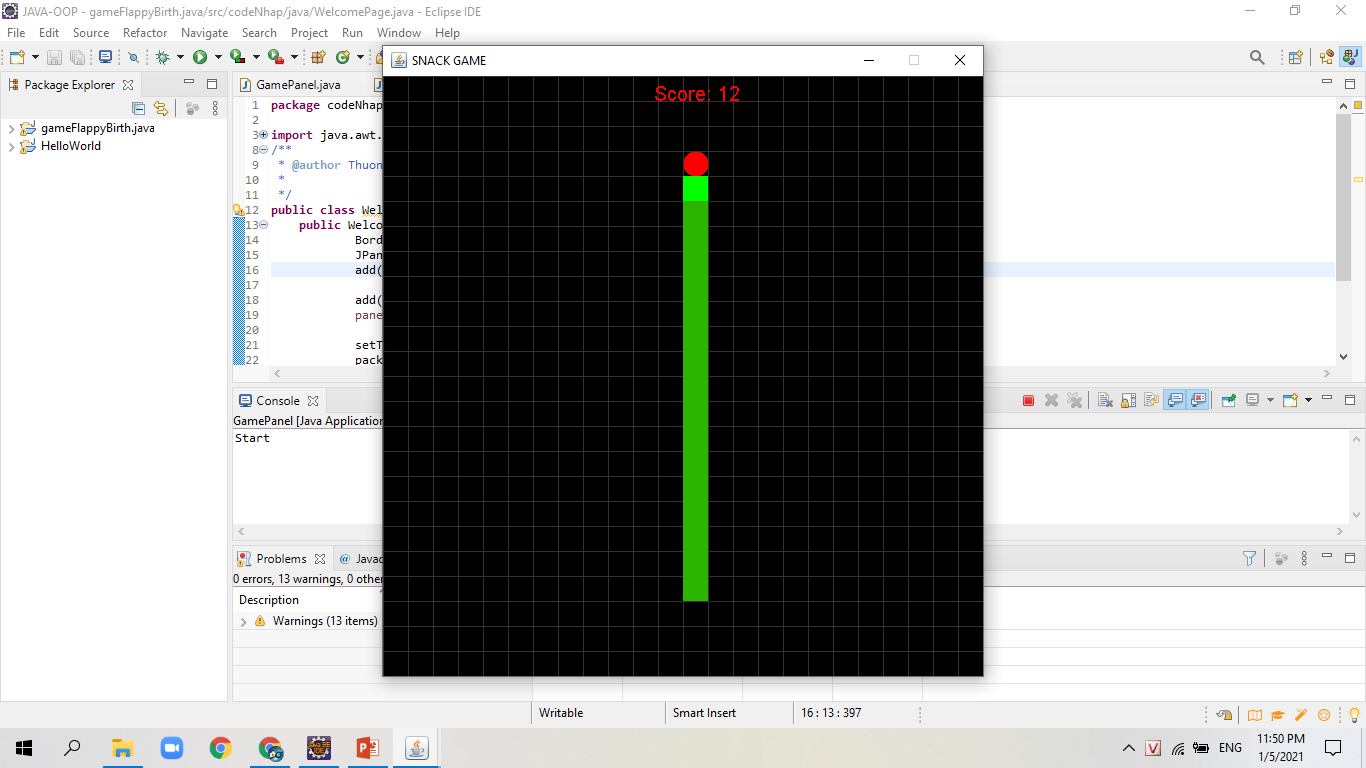 JAVA-OOP - gameFlappyBirth.java/src/codeNhap/java/WelcomePage.java - Eclipse IDE
File Edit Source Refactor Navigate Search Project Run Window Help
SNACK GAME
Score: 12
Package Explorer
gameFlappyBirth.java
HelloWorld
GamePanel.java
1 package codeNhap
2
3 import java.awt.
8 /**
9 * @author Thuon
10 *
11 */
12 public class Wel
13 public Welco
14 Bord
15 JPan
16 add(
17
18 add(
19 pane
20
21 setT
22 pack
Console
GamePanel [Java Application
Start
Problems @ Javac
0 errors, 13 warnings, 0 other
Description
Warnings (13 items)
Writable Smart Insert 16 : 13 : 397
V ENG 11:50 PM
1/5/2021